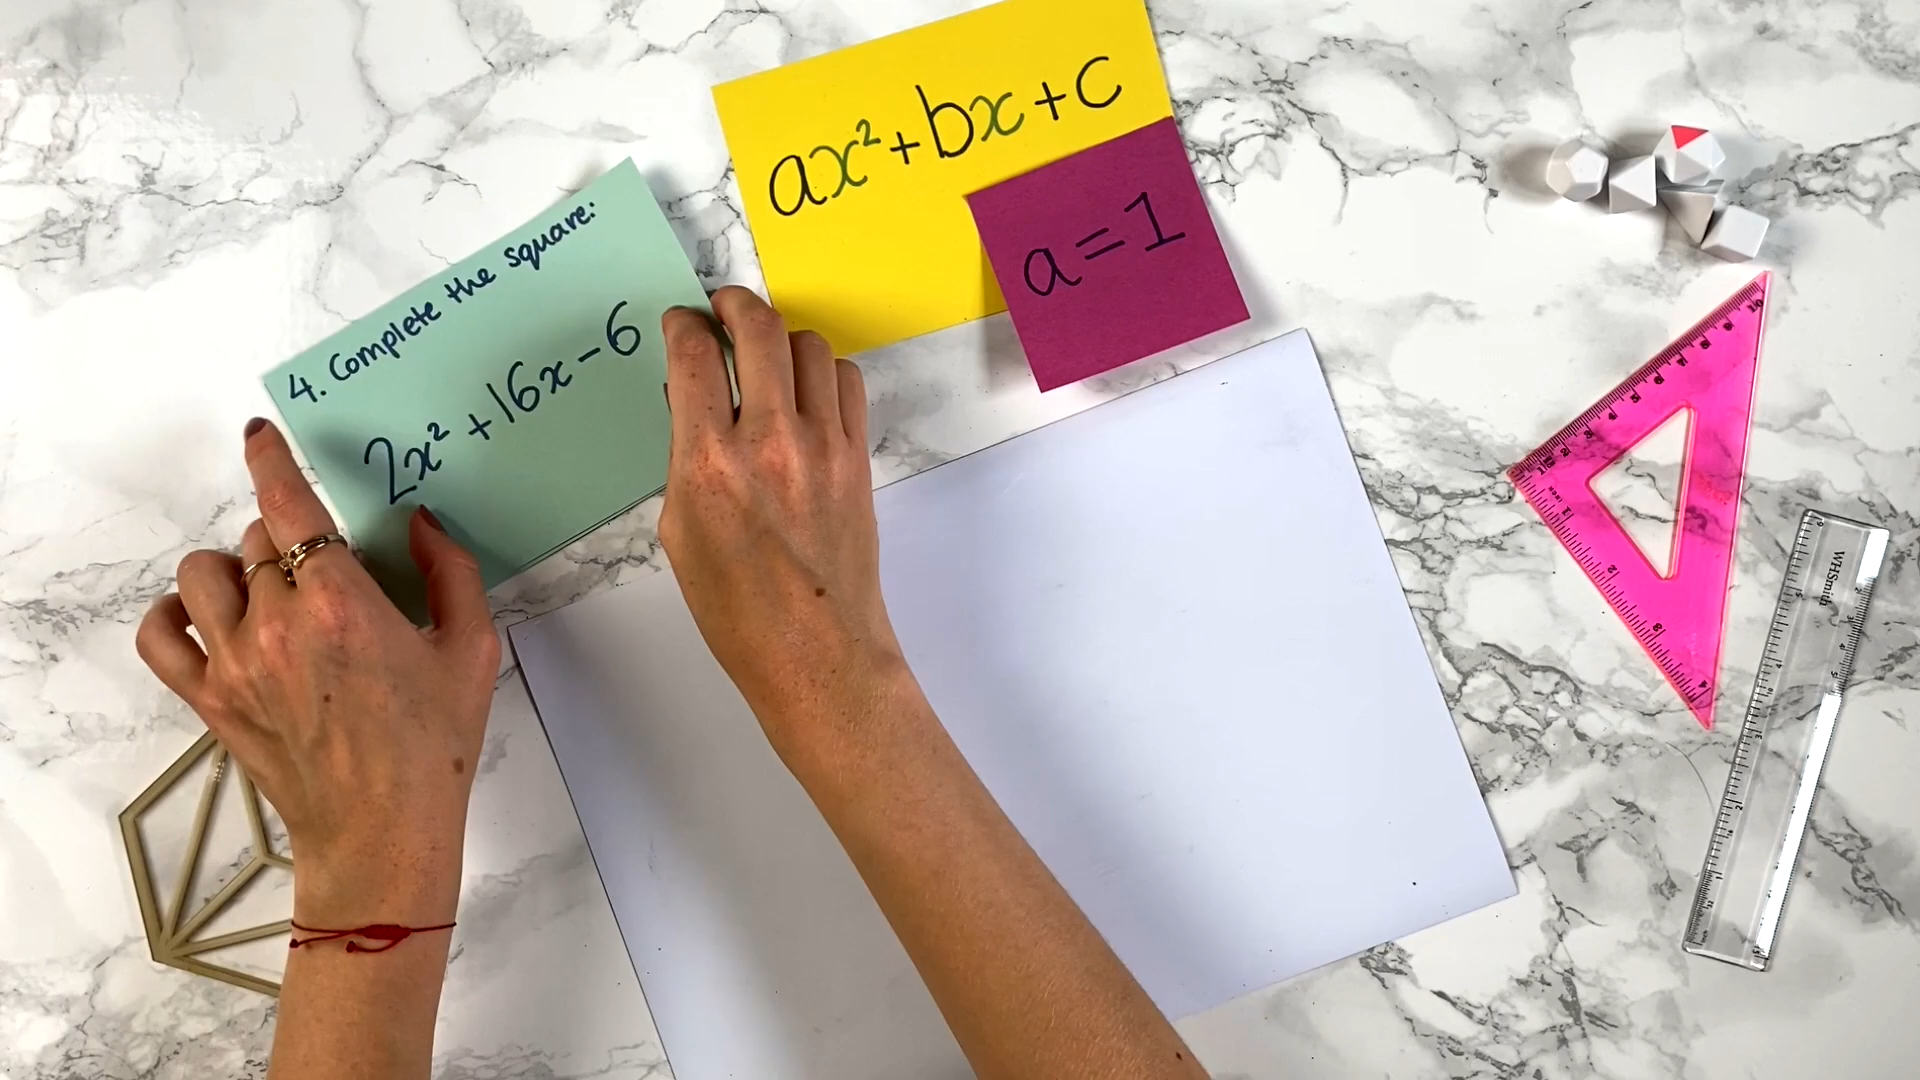 4. Complete the square:
2x² + 16x - 6
ax² + bx + c
a = 1
WHSmith